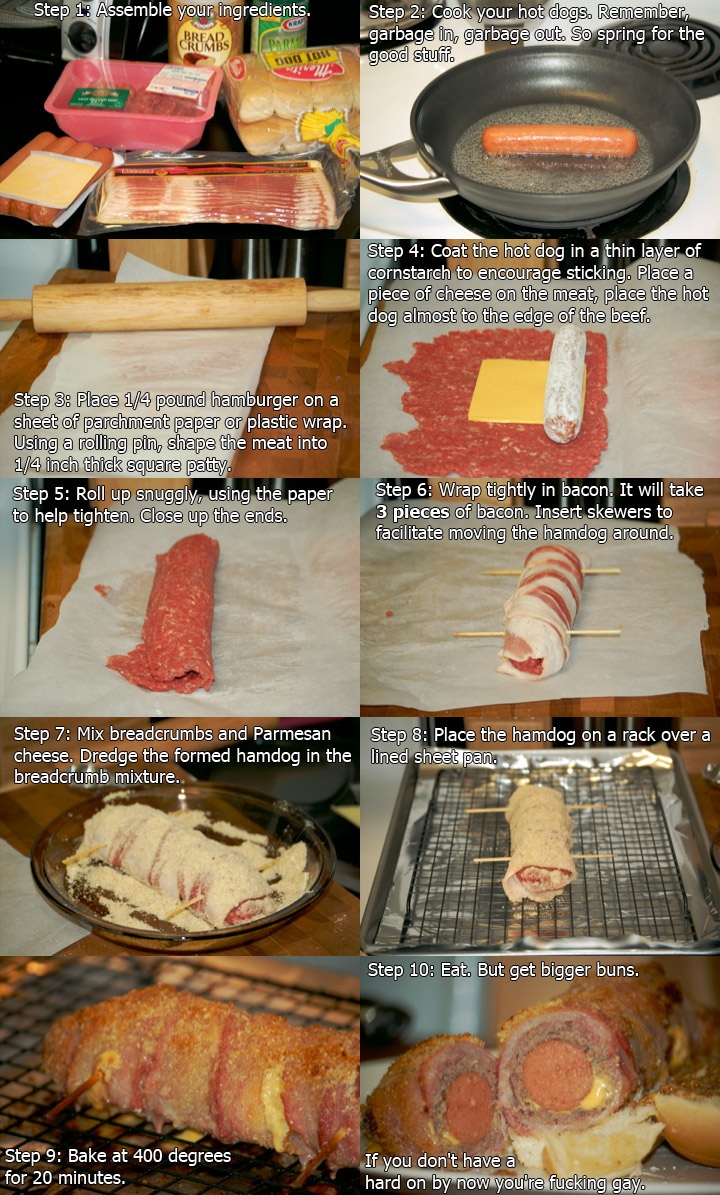 Step 1: Assemble your ingredients.
BREAD
CRUMBS
KRAFT
HOT DOG
Step 2: Cook your hot dogs. Remember,
garbage in, garbage out. So spring for the
good stuff.
Step 3: Place 1/4 pound hamburger on a
sheet of parchment paper or plastic wrap.
Using a rolling pin, shape the meat into
1/4 inch thick square patty.
Step 4: Coat the hot dog in a thin layer of
cornstarch to encourage sticking. Place a
piece of cheese on the meat, place the hot
dog almost to the edge of the beef.
Step 5: Roll up snuggly, using the paper
to help tighten. Close up the ends.
Step 6: Wrap tightly in bacon. It will take
3 pieces of bacon. Insert skewers to
facilitate moving the hamdog around.
Step 7: Mix breadcrumbs and Parmesan
cheese. Dredge the formed hamdog in the
breadcrumb mixture.
Step 8: Place the hamdog on a rack over a
lined sheet pan.
Step 9: Bake at 400 degrees
for 20 minutes.
Step 10: Eat. But get bigger buns.
If you don't have a
hard on by now you're fucking gay.